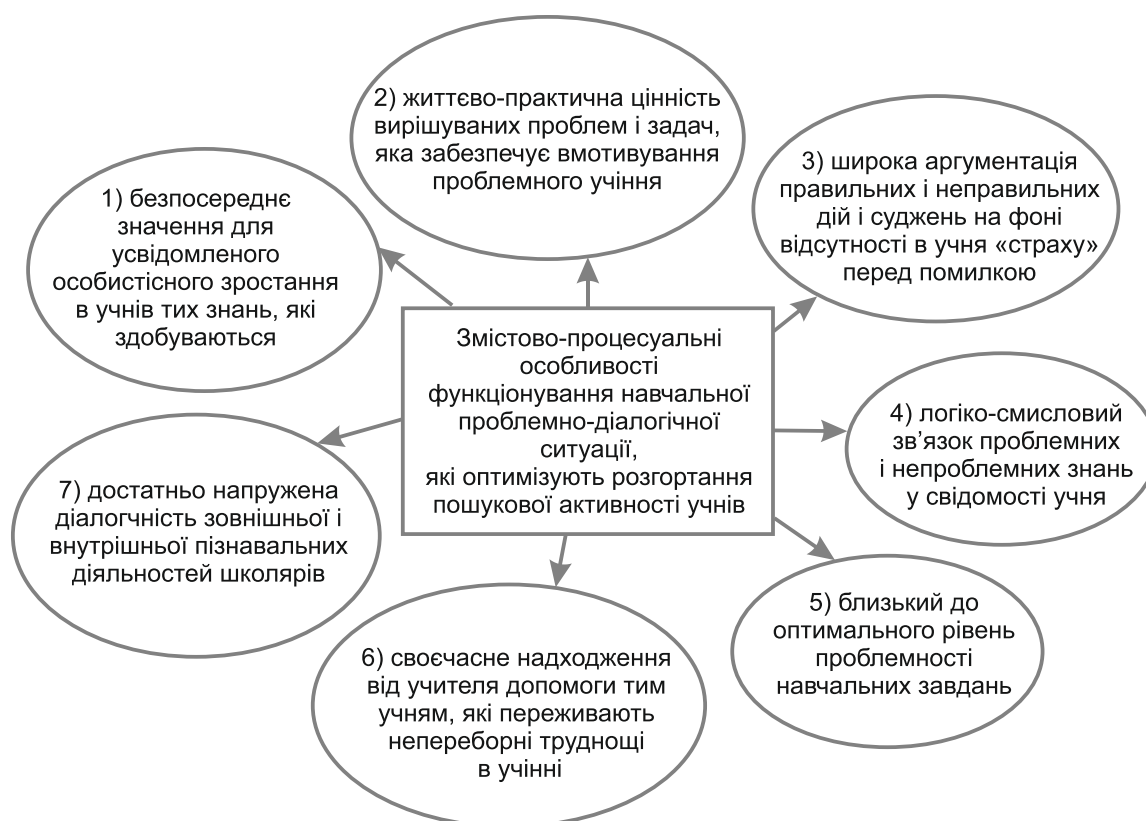 1) безпосереднє
значення для
усвідомленого
особистісного зростання
в учнів тих знань, які
здобуваються
2) життєво-практична цінність
вирішуваних проблем і задач,
яка забезпечує вмотивування
проблемного учіння
3) широка аргументація
правильних і неправильних
дій і суджень на фоні
відсутності в учня «страху»
перед помилкою
Змістово-процесуальні
особливості
функціонування навчальної
проблемно-діалогічної
ситуації,
які оптимізують розгортання
пошукової активності учнів
4) логіко-смисловий
зв’язок проблемних
і непроблемних знань
у свідомості учня
5) близький до
оптимального рівень
проблемності
навчальних завдань
6) своєчасне надходження
від учителя допомоги тим
учням, які переживають
непереборні труднощі
в учінні
7) достатньо напружена
діалогчність зовнішньої і
внутрішньої пізнавальних
діяльностей школярів